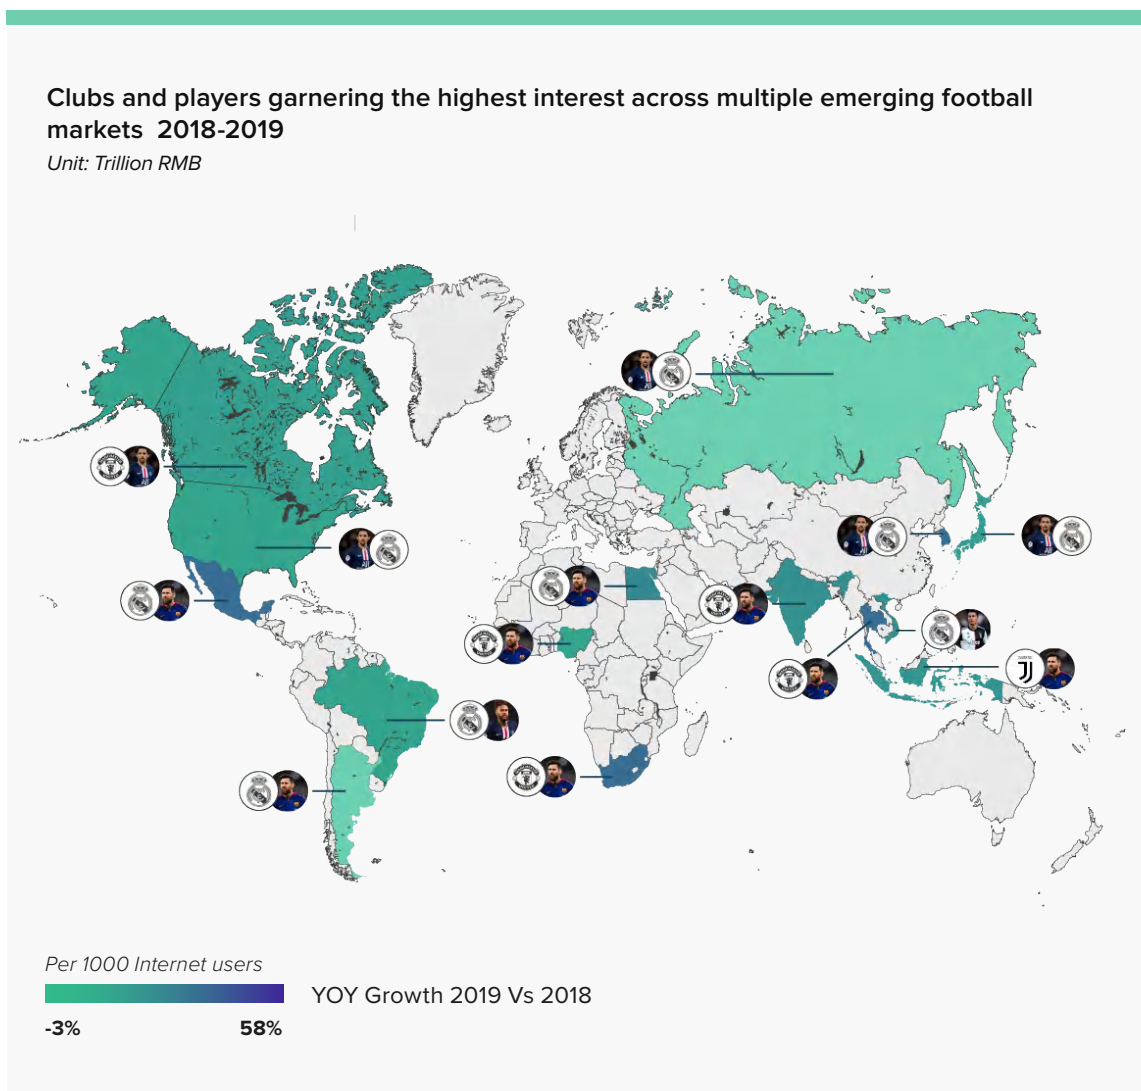 Clubs and players garnering the highest interest across multiple emerging football
markets 2018-2019
Unit: Trillion RMB
Per 1000 Internet users
YOY Growth 2019 Vs 2018
-3%
58%